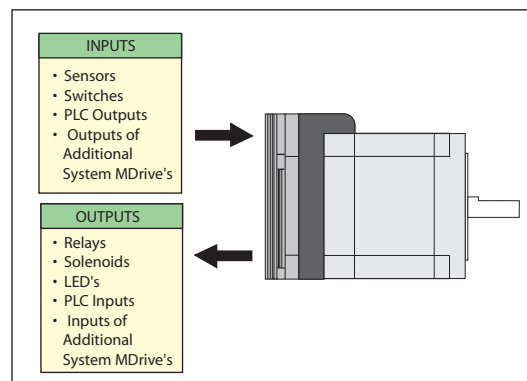 INPUTS
• Sensors
• Switches
• PLC Outputs
• Outputs of
Additional
System MDrive's
OUTPUTS
• Relays
• Solenoids
• LED's
• PLC Inputs
• Inputs of
Additional
System MDrive's